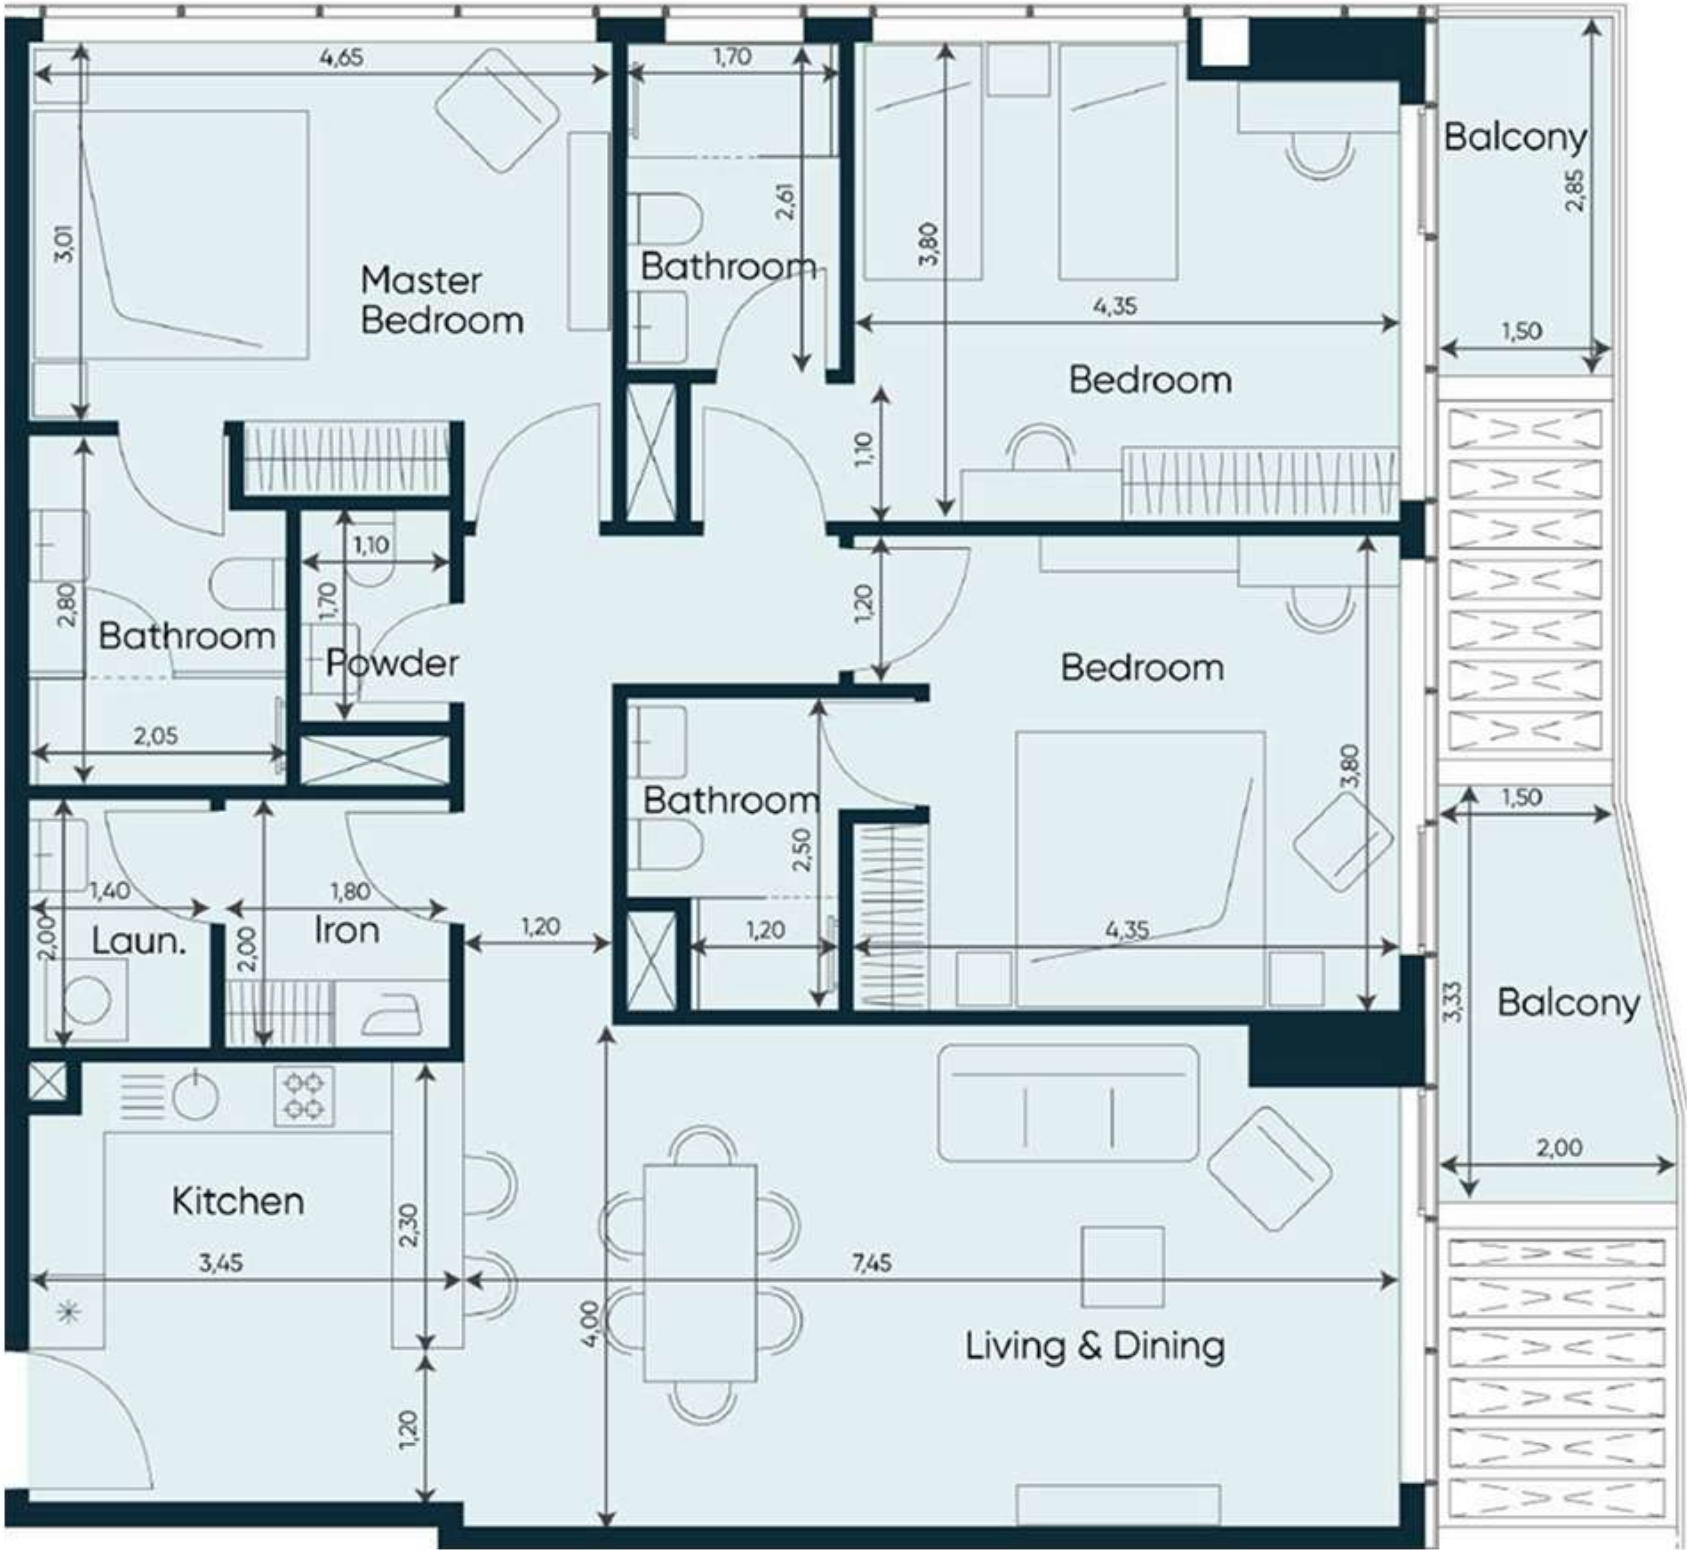 4,65
1,70
Balcony
2,85
2,61
3,01
3,80
Bathroom
Master
Bedroom
4,35
1,50
Bedroom
1,10
1,10
1,70
2,80
1,20
Bathroom
Powder
Bedroom
2,05
3,80
Bathroom
1,50
2,50
1,40
1,80
2,00
Laun.
2,00
Iron
1,20
1,20
4,35
3,33
Balcony
2,00
Kitchen
2,30
3,45
7,45
4,00
Living & Dining
1,20